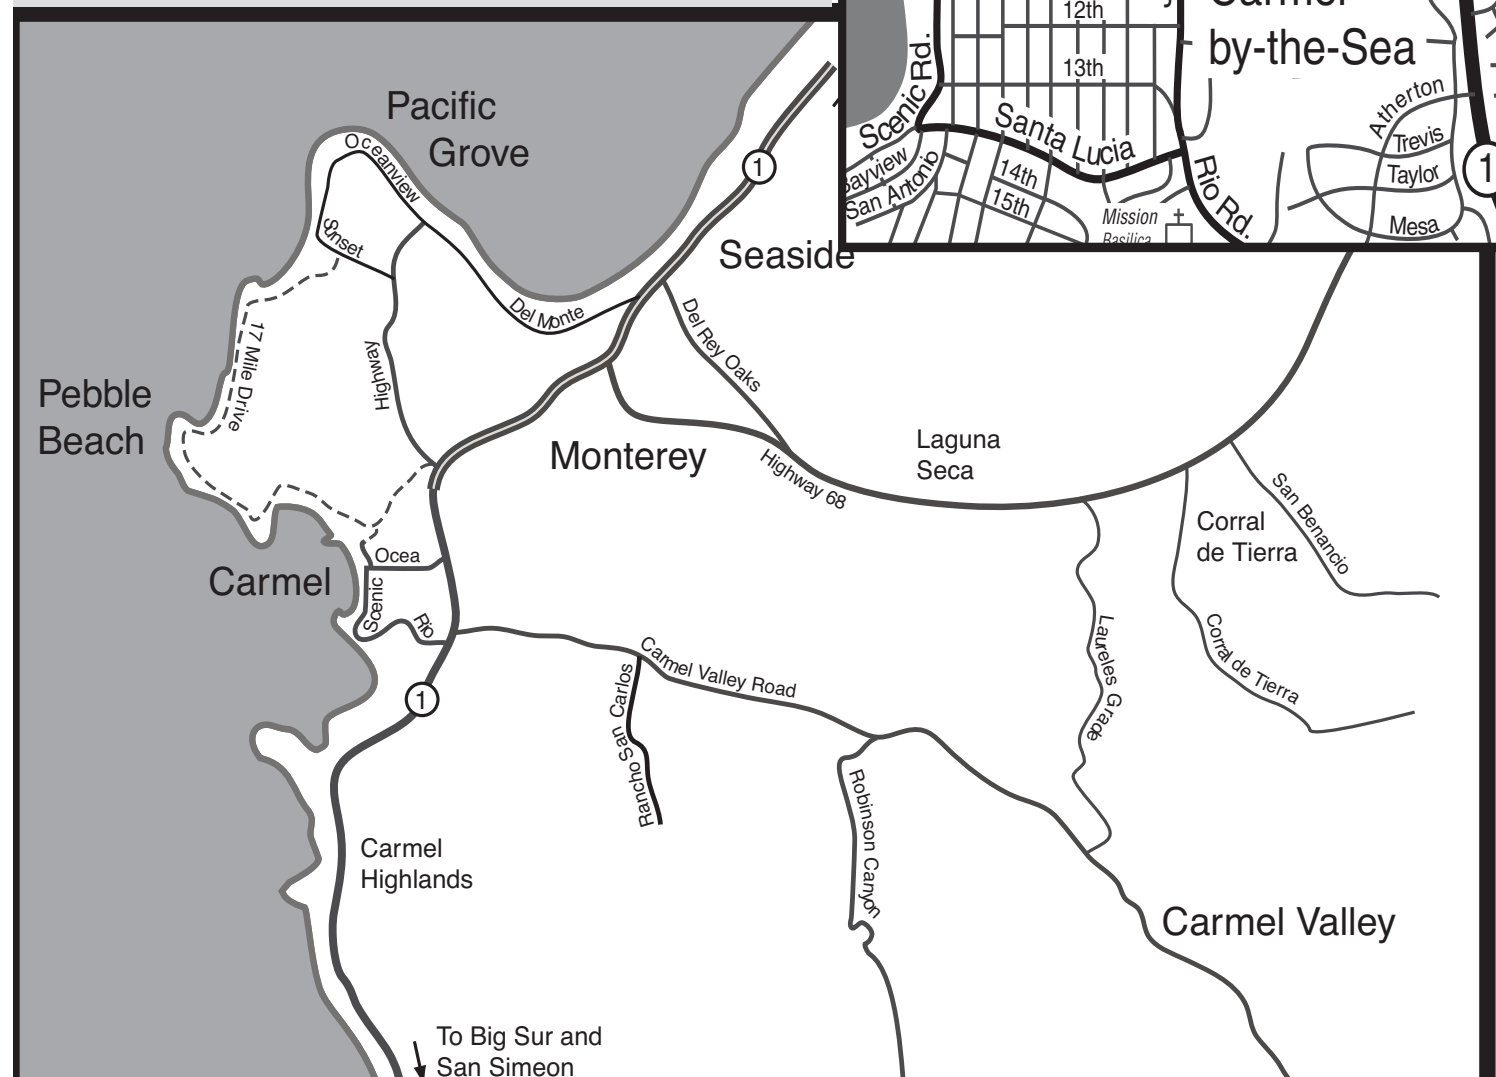 12th
by-the-Sea
13th
Scenic Rd.
Santa Lucia
Atherton
Trevis
Taylor
Mesa
1
San Antonio
14th
15th
Rio Rd.
Mission
Basilica
Pacific
Grove
Oceanview
Sunset
1
Seaside
Del Monte
Del Rey Oaks
17 Mile Drive
Highway
Pebble
Beach
Monterey
Highway 68
Laguna
Seca
San Benancio
Corral
de Tierra
Ocea
Carmel
Scenic
Rio
Carmel Valley Road
Laureles Grade
Corral de Tierra
1
Rancho San Carlos
Robinson Canyon
Carmel
Highlands
Carmel Valley
To Big Sur and
San Simeon